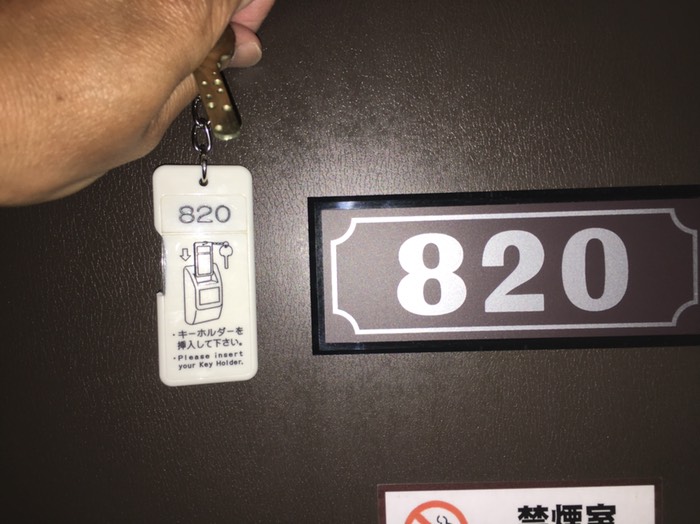 820
・キーホルダーを
挿入して下さい。
・Please insert
your Key Holder.
820
禁煙室